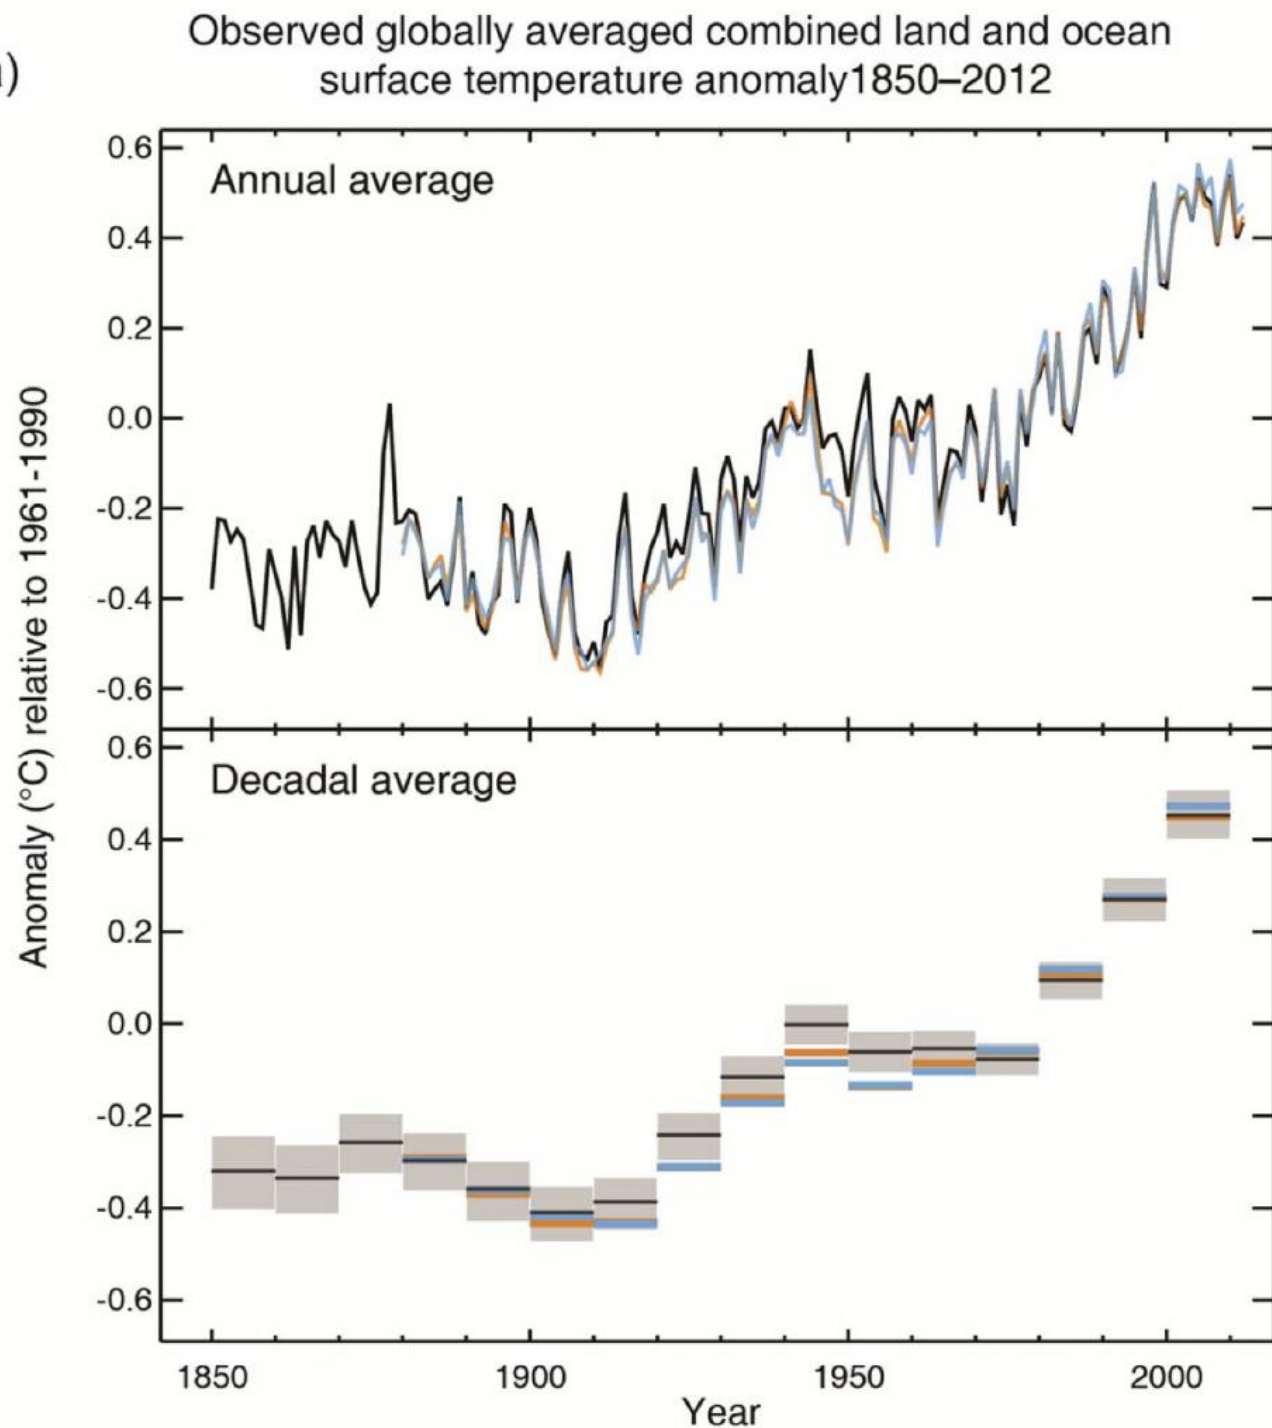 Observed globally averaged combined land and ocean
surface temperature anomaly1850–2012
)
Anomaly (°C) relative to 1961-1990
Annual average
0.6
0.4
0.2
0.0
-0.2
-0.4
-0.6
Decadal average
0.6
0.4
0.2
0.0
-0.2
-0.4
-0.6
1850 1900 1950 2000
Year